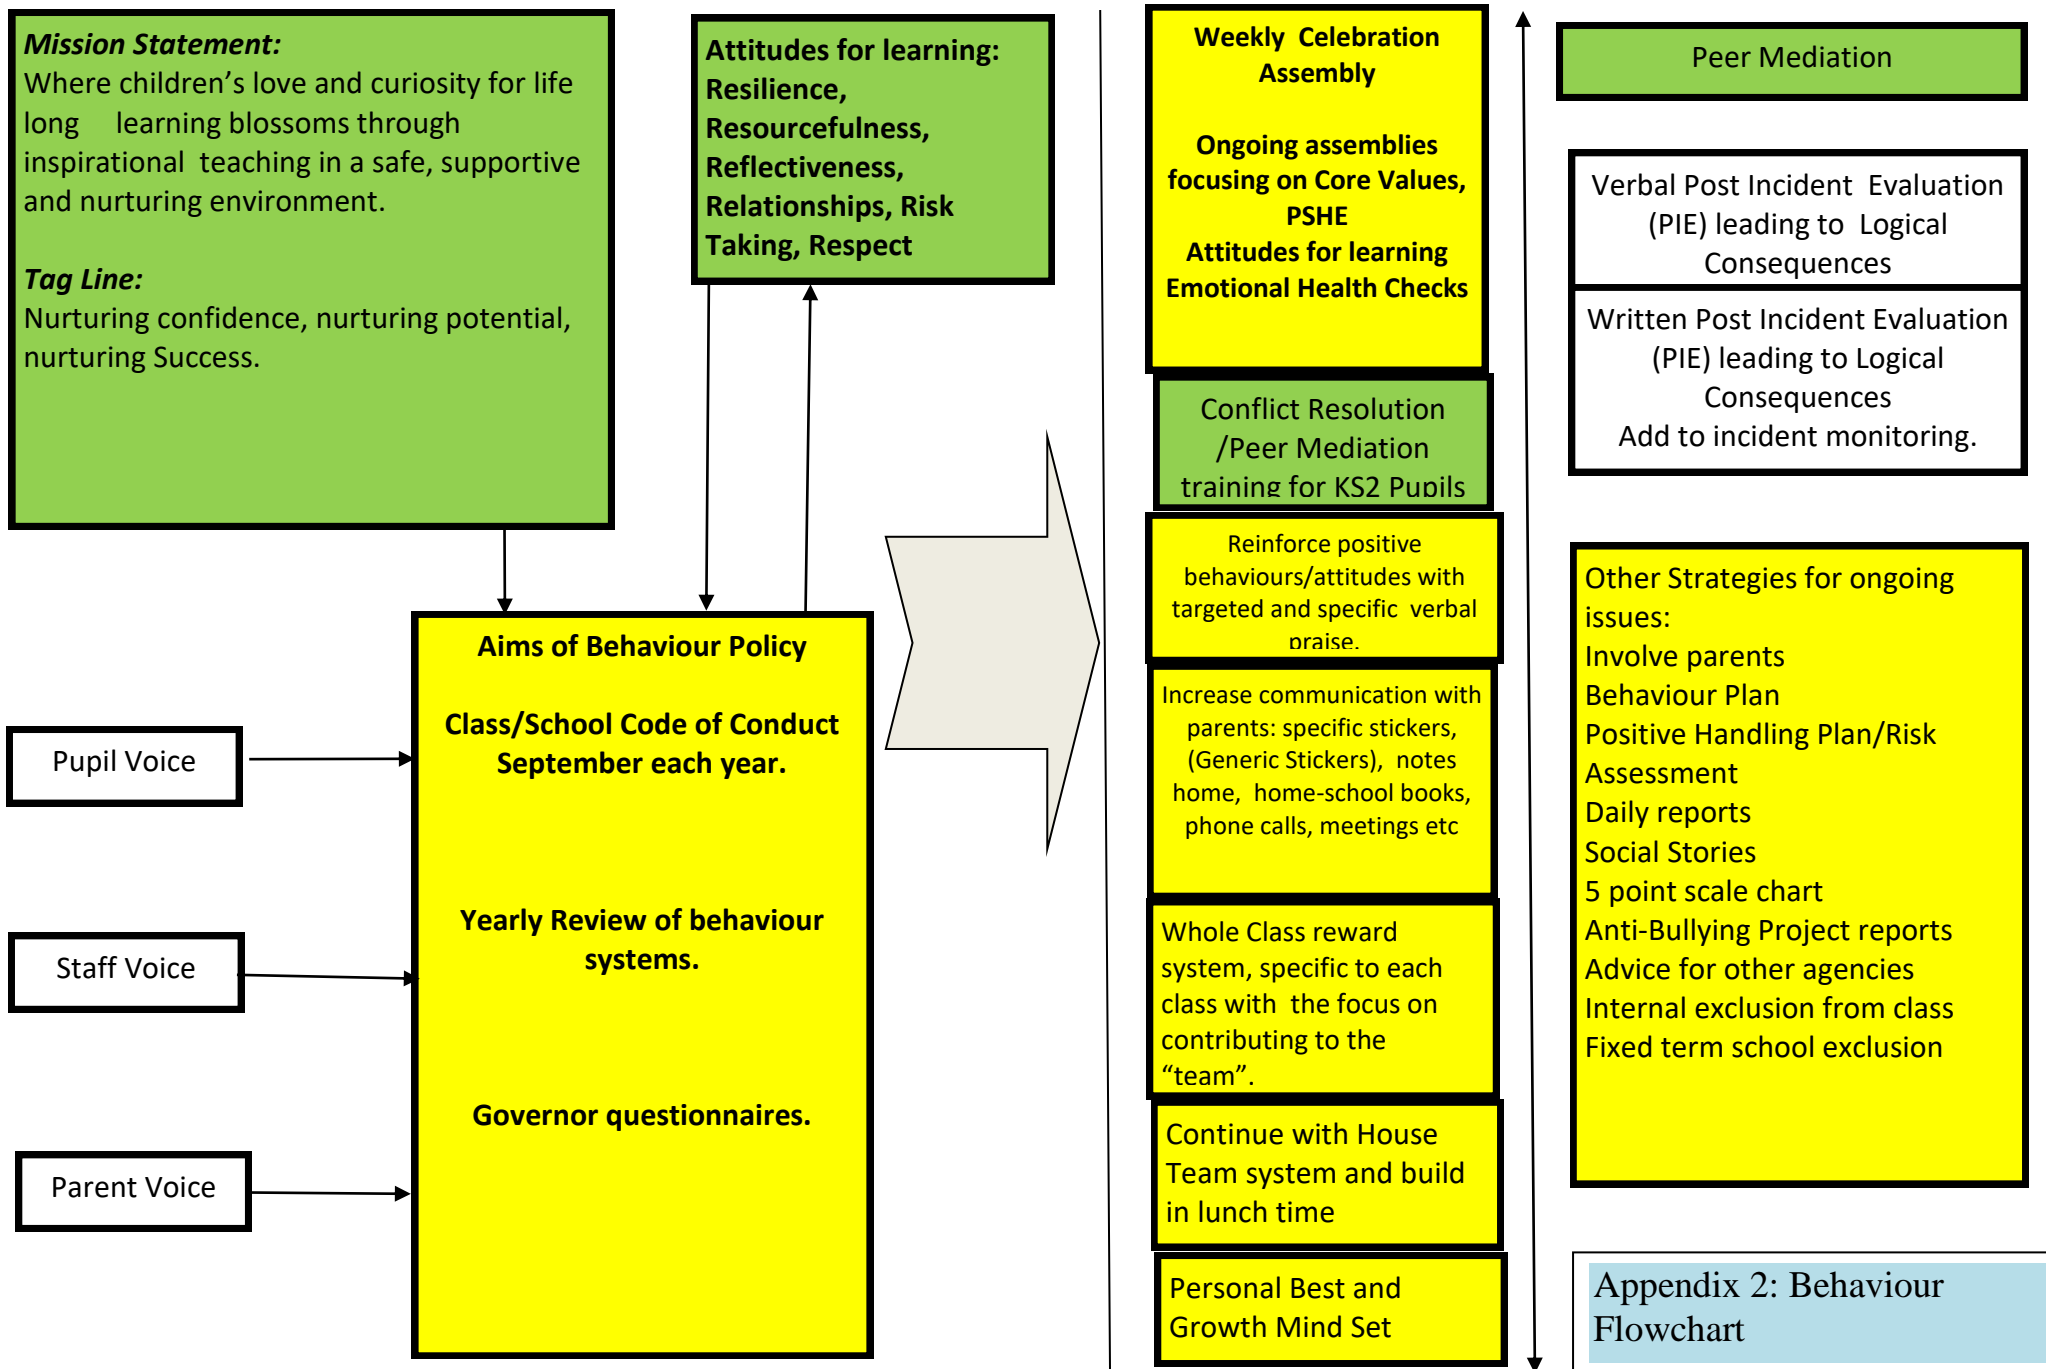 Mission Statement:
Where children’s love and curiosity for life
long learning blossoms through
inspirational teaching in a safe, supportive
and nurturing environment.
Tag Line:
Nurturing confidence, nurturing potential,
nurturing Success.
Attitudes for learning:
Resilience,
Resourcefulness,
Reflectiveness,
Relationships, Risk
Taking, Respect
Aims of Behaviour Policy
Class/School Code of Conduct
September each year.
Yearly Review of behaviour
systems.
Governor questionnaires.
Pupil Voice
Staff Voice
Parent Voice
Weekly Celebration
Assembly
Ongoing assemblies
focusing on Core Values,
PSHE
Attitudes for learning
Emotional Health Checks
Conflict Resolution
/Peer Mediation
training for KS2 Pupils
Reinforce positive
behaviours/attitudes with
targeted and specific verbal
praise.
Increase communication with
parents: specific stickers,
(Generic Stickers), notes
home, home-school books,
phone calls, meetings etc
Whole Class reward
system, specific to each
class with the focus on
contributing to the
“team”.
Continue with House
Team system and build
in lunch time
Personal Best and
Growth Mind Set
Peer Mediation
Verbal Post Incident Evaluation
(PIE) leading to Logical
Consequences
Written Post Incident Evaluation
(PIE) leading to Logical
Consequences
Add to incident monitoring.
Other Strategies for ongoing
issues:
Involve parents
Behaviour Plan
Positive Handling Plan/Risk
Assessment
Daily reports
Social Stories
5 point scale chart
Anti-Bullying Project reports
Advice for other agencies
Internal exclusion from class
Fixed term school exclusion
Appendix 2: Behaviour
Flowchart